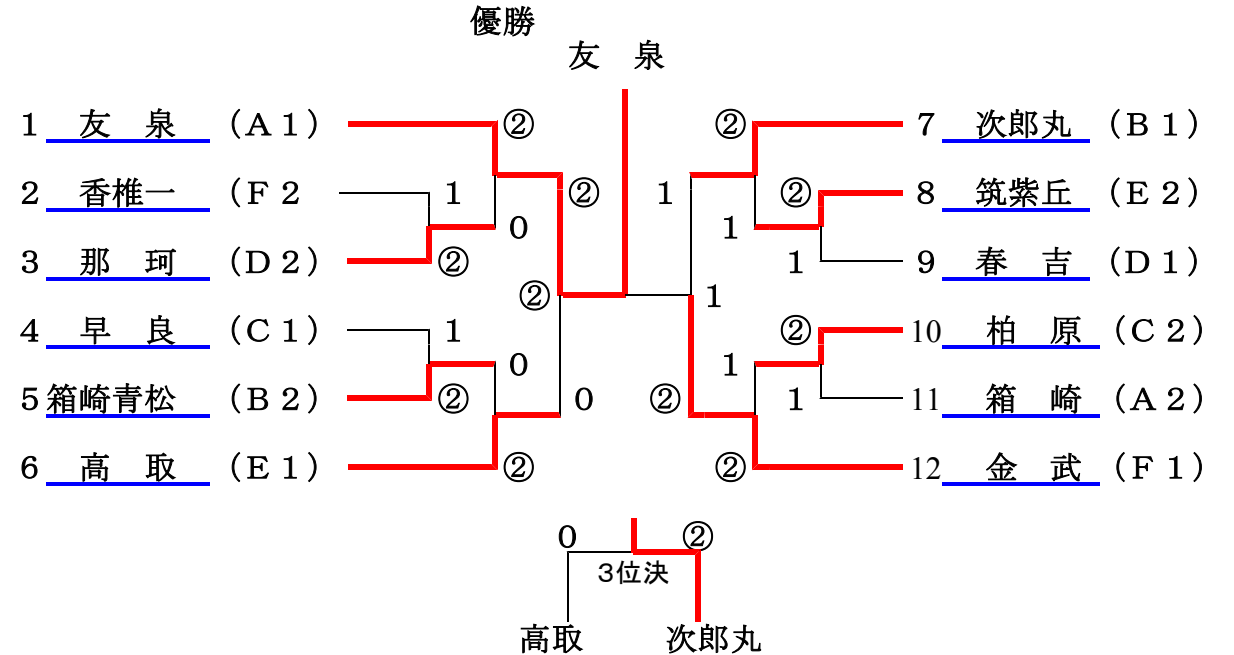 優勝
友　泉
1 友　泉 （A1） ② ② 7 次郎丸 （B1）
2 香椎一 （F2 1 ② 1 ② 8 筑紫丘 （E2）
0 1
3 那　珂 （D2） ② 1 9 春　吉 （D1）
② 1
4 早　良 （C1） 1 ② 10 柏　原 （C2）
0 1
5 箱崎青松 （B2） ② 0 ② 1 11 箱　崎 （A2）
6 高　取 （E1） ② ② 12 金　武 （F1）
0 ②
3位決
高取 次郎丸